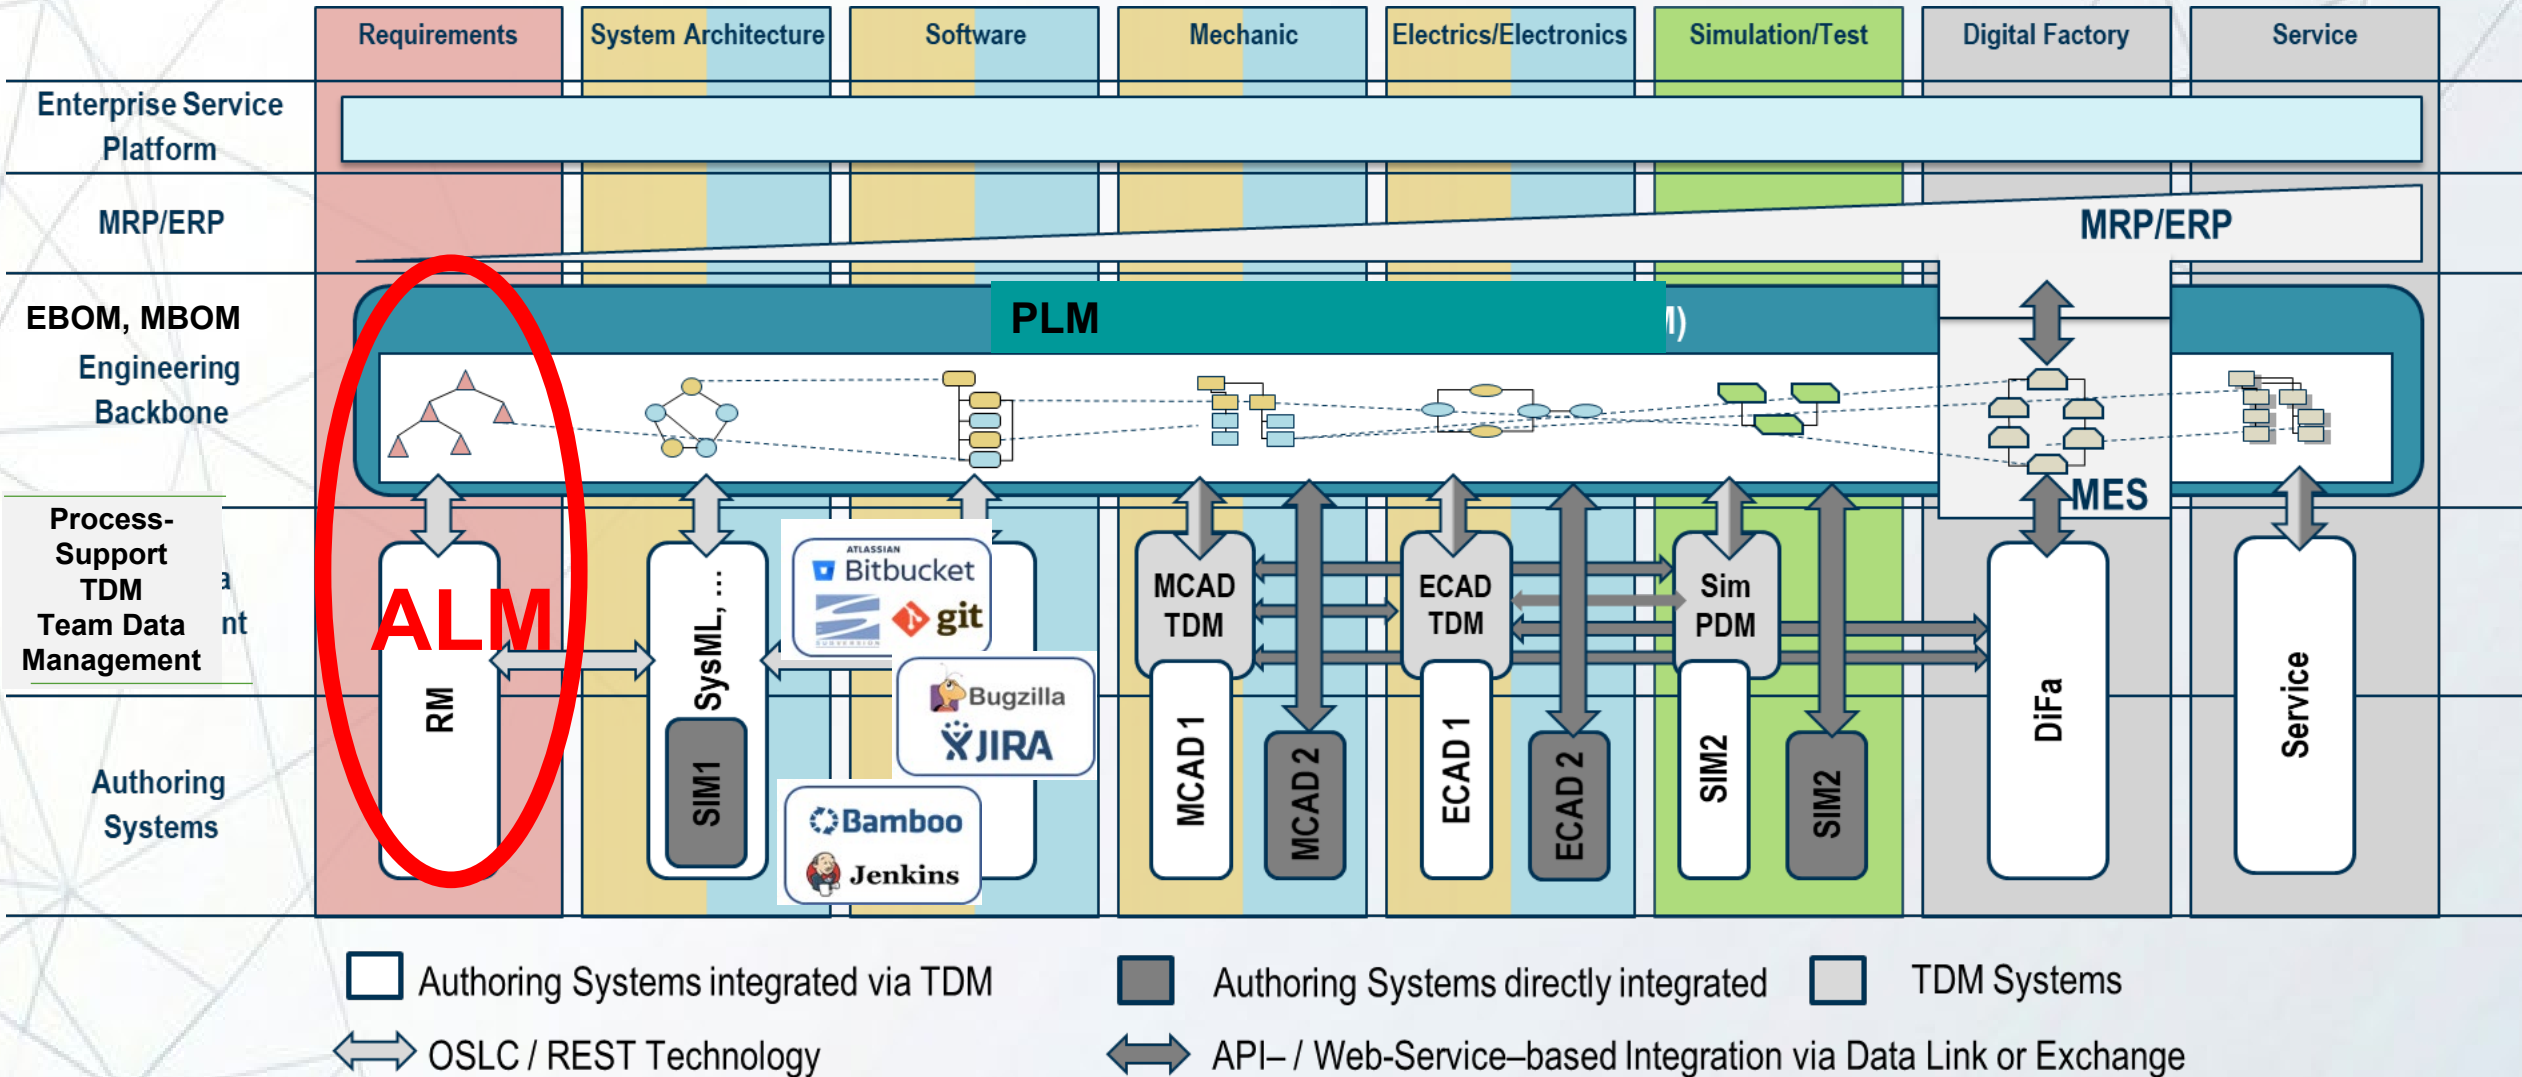 Requirements
System Architecture
Software
Mechanic
Electrics/Electronics
Simulation/Test
Digital Factory
Service
Enterprise Service
Platform
MRP/ERP
MRP/ERP
EBOM, MBOM
Engineering
Backbone
PLM
M)
Process-
Support
TDM
Team Data
Management
a
nt
Authoring
Systems
ALM
RM
SysML, ...
SIM1
ATLASSIAN
Bitbucket
SUBVERSION
git
Bugzilla
JIRA
Bamboo
Jenkins
MCAD
TDM
MCAD 1
MCAD 2
ECAD
TDM
ECAD 1
ECAD 2
Sim
PDM
SIM2
SIM2
MES
DiFa
Service
Authoring Systems integrated via TDM
Authoring Systems directly integrated
TDM Systems
OSLC / REST Technology
API– / Web-Service–based Integration via Data Link or Exchange